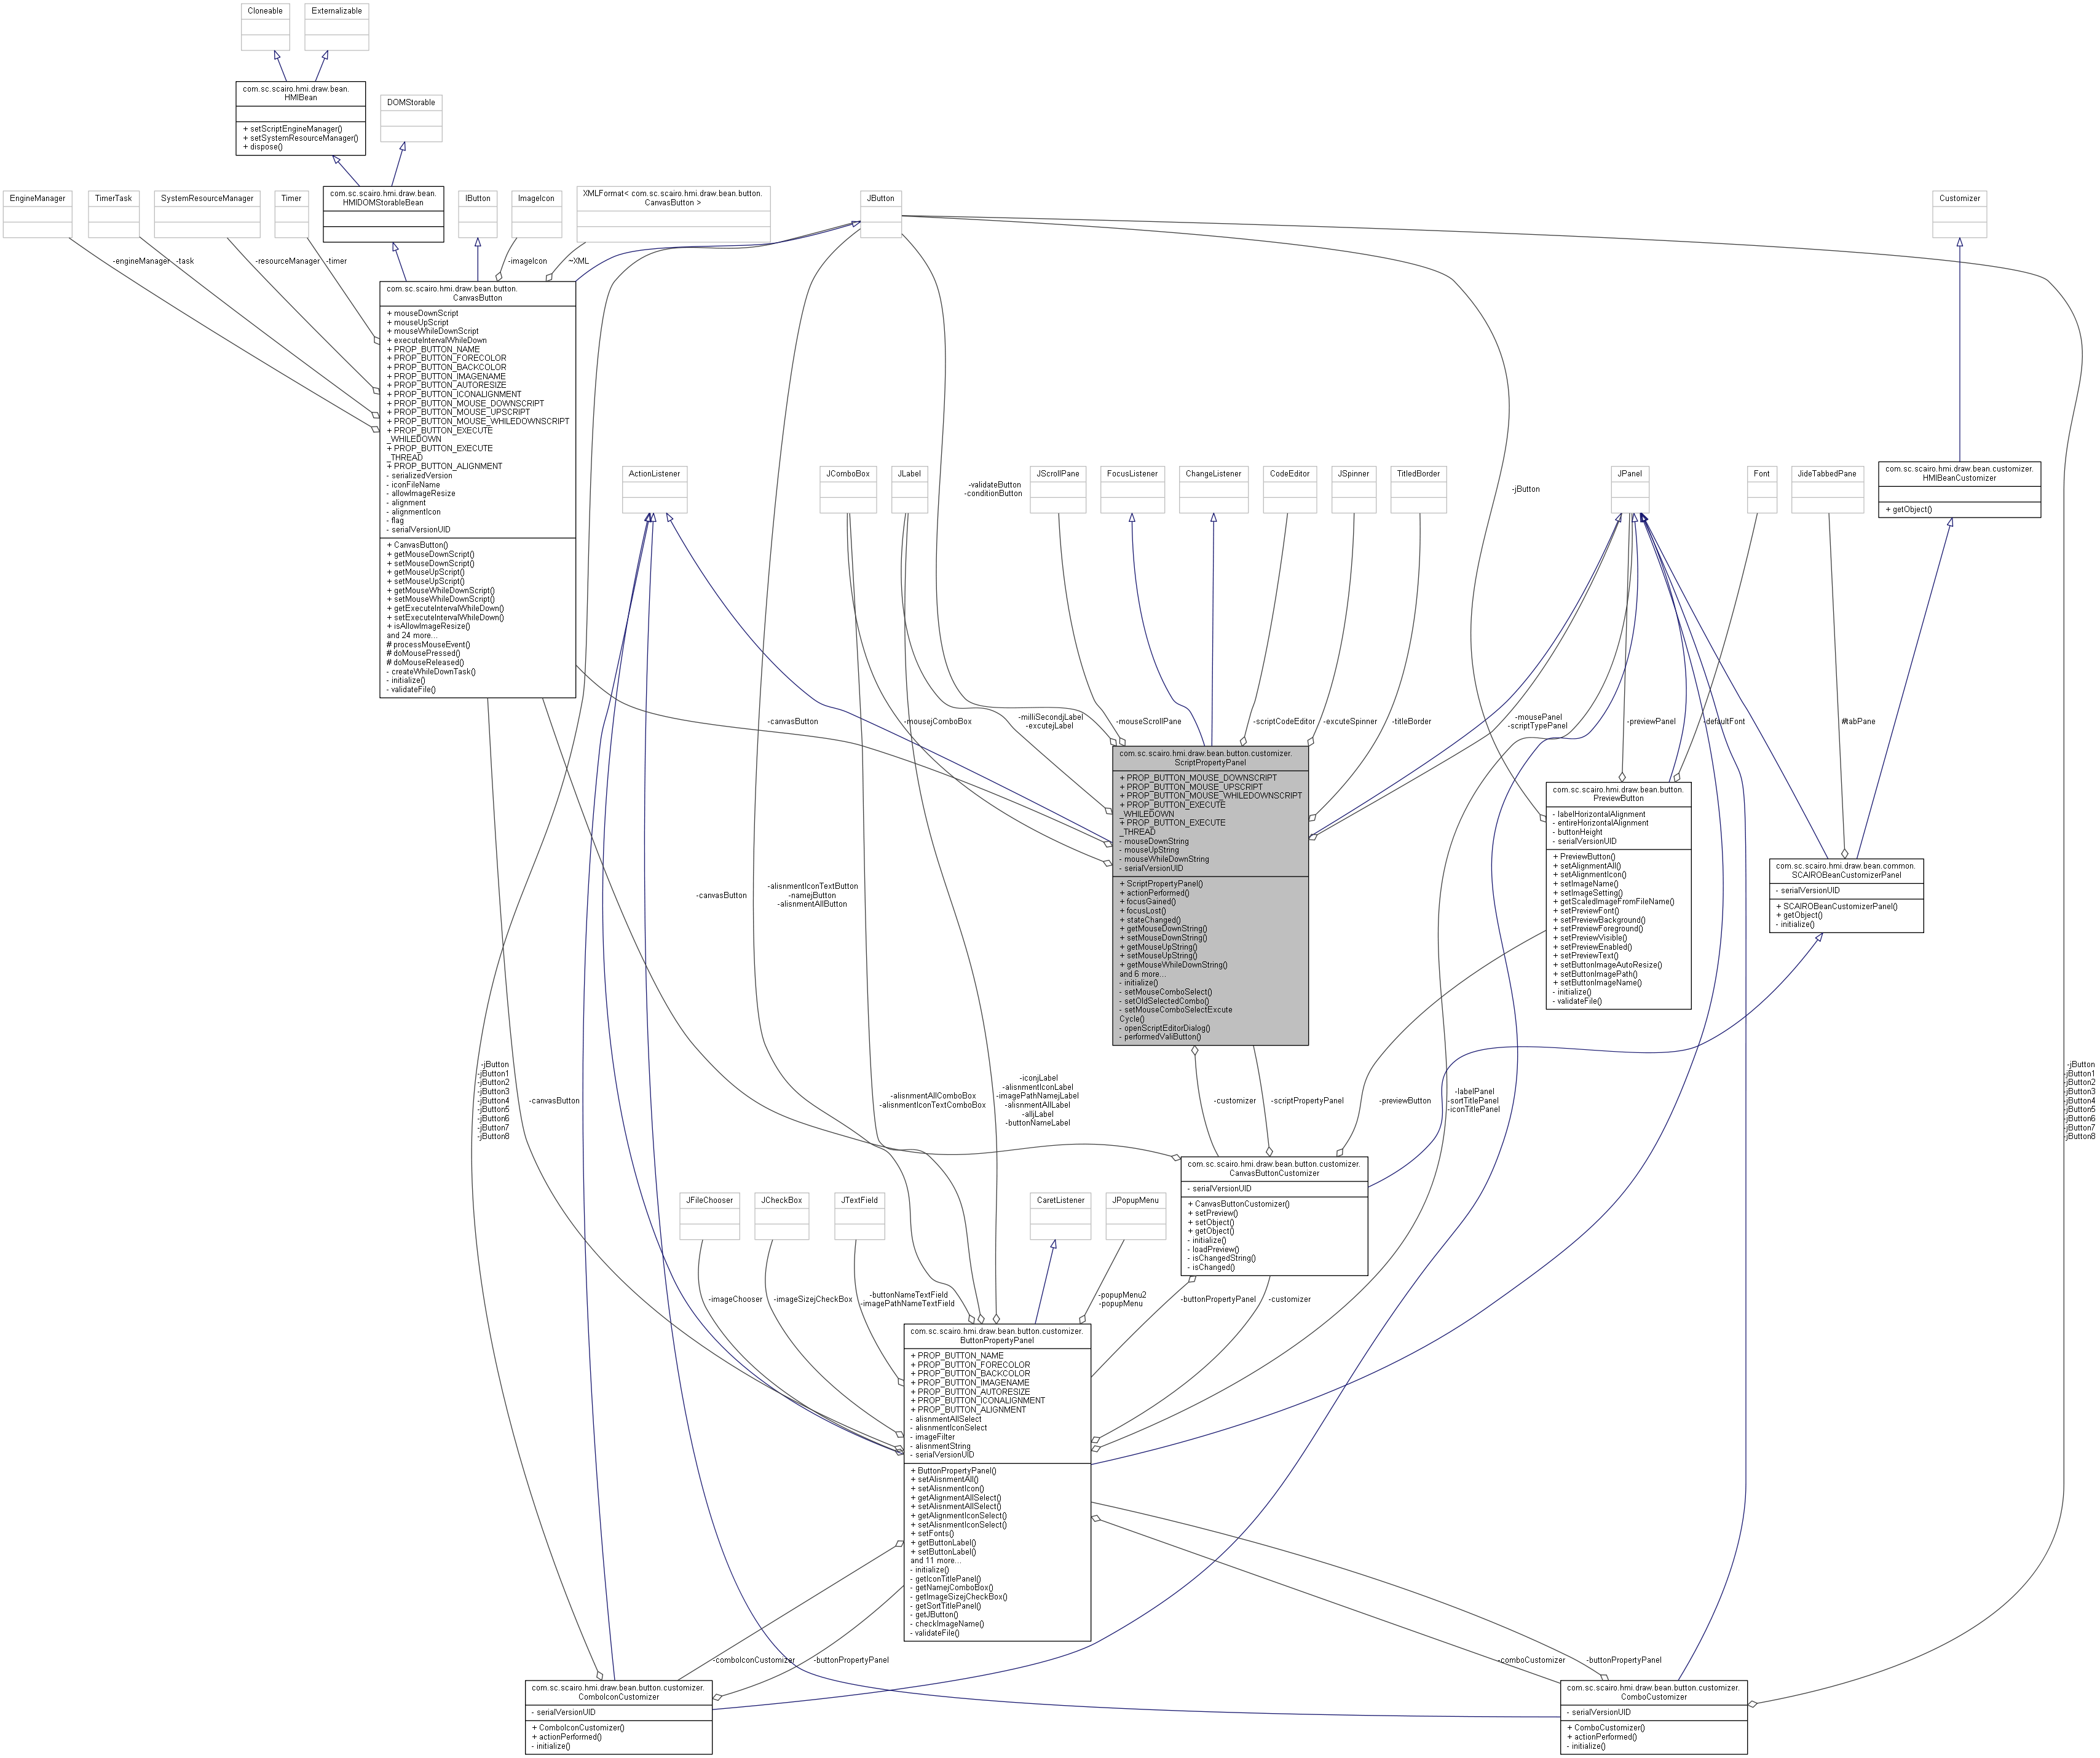 Cloneable
Externalizable
com.sc.scairo.hmi.draw.bean.
HMIBean
+ setScriptEngineManager()
+ setSystemResourceManager()
+ dispose()
DOMStorable
EngineManager
TimerTask
SystemResourceManager
Timer
com.sc.scairo.hmi.draw.bean.
HMIDOMStorableBean
IButton
ImageIcon
XMLFormat< com.sc.scairo.hmi.draw.bean.button.
CanvasButton >
JButton
Customizer
-engineManager
-task
-resourceManager
-timer
-imageIcon
~XML
com.sc.scairo.hmi.draw.bean.button.
CanvasButton
+ mouseDownScript
+ mouseUpScript
+ mouseWhileDownScript
+ executeIntervalWhileDown
+ PROP_BUTTON_NAME
+ PROP_BUTTON_FORECOLOR
+ PROP_BUTTON_BACKCOLOR
+ PROP_BUTTON_IMAGENAME
+ PROP_BUTTON_AUTORESIZE
+ PROP_BUTTON_ICONALIGNMENT
+ PROP_BUTTON_MOUSE_DOWNSCRIPT
+ PROP_BUTTON_MOUSE_UPSCRIPT
+ PROP_BUTTON_MOUSE_WHILEDOWNSCRIPT
+ PROP_BUTTON_EXECUTE
_WHILEDOWN
+ PROP_BUTTON_EXECUTE
_THREAD
+ PROP_BUTTON_ALIGNMENT
- serializedVersion
- iconFileName
- allowImageResize
- alignment
- alignmentIcon
- flag
- serialVersionUID
+ CanvasButton()
+ getMouseDownScript()
+ setMouseDownScript()
+ getMouseUpScript()
+ setMouseUpScript()
+ getMouseWhileDownScript()
+ setMouseWhileDownScript()
+ getExecuteIntervalWhileDown()
+ setExecuteIntervalWhileDown()
+ isAllowImageResize()
and 24 more...
# processMouseEvent()
# doMousePressed()
# doMouseReleased()
- createWhileDownTask()
- initialize()
- validateFile()
ActionListener
JComboBox
JLabel
-validateButton
-conditionButton
JScrollPane
FocusListener
ChangeListener
CodeEditor
JSpinner
TitledBorder
-jButton
JPanel
Font
JideTabbedPane
com.sc.scairo.hmi.draw.bean.customizer.
HMIBeanCustomizer
+ getObject()
-canvasButton
-mousejComboBox
-milliSecondjLabel
-excutejLabel
-mouseScrollPane
-scriptCodeEditor
-excuteSpinner
-titleBorder
-mousePanel
-scriptTypePanel
-previewPanel
-defaultFont
#tabPane
com.sc.scairo.hmi.draw.bean.button.customizer.
ScriptPropertyPanel
+ PROP_BUTTON_MOUSE_DOWNSCRIPT
+ PROP_BUTTON_MOUSE_UPSCRIPT
+ PROP_BUTTON_MOUSE_WHILEDOWNSCRIPT
+ PROP_BUTTON_EXECUTE
_WHILEDOWN
+ PROP_BUTTON_EXECUTE
_THREAD
- mouseDownString
- mouseUpString
- mouseWhileDownString
- serialVersionUID
+ ScriptPropertyPanel()
+ actionPerformed()
+ focusGained()
+ focusLost()
+ stateChanged()
+ getMouseDownString()
+ setMouseDownString()
+ getMouseUpString()
+ setMouseUpString()
+ getMouseWhileDownString()
and 6 more...
- initialize()
- setMouseComboSelect()
- setOldSelectedCombo()
- setMouseComboSelectExcute
Cycle()
- openScriptEditorDialog()
- performedValiButton()
com.sc.scairo.hmi.draw.bean.button.
PreviewButton
- labelHorizontalAlignment
- entireHorizontalAlignment
- buttonHeight
- serialVersionUID
+ PreviewButton()
+ setAlignmentAll()
+ setAlignmentIcon()
+ setImageName()
+ setImageSetting()
+ getScaledImageFromFileName()
+ setPreviewFont()
+ setPreviewBackground()
+ setPreviewForeground()
+ setPreviewVisible()
+ setPreviewEnabled()
+ setPreviewText()
+ setButtonImageAutoResize()
+ setButtonImagePath()
+ setButtonImageName()
- initialize()
- validateFile()
com.sc.scairo.hmi.draw.bean.common.
SCAIROBeanCustomizerPanel
- serialVersionUID
+ SCAIROBeanCustomizerPanel()
+ getObject()
- initialize()
-canvasButton
-alignmentIconTextButton
-namejButton
-alisnmentAllButton
-jButton
-jButton1
-jButton2
-jButton3
-jButton4
-jButton5
-jButton6
-jButton7
-jButton8
-canvasButton
-alisnmentAllComboBox
-alisnmentIconTextComboBox
-iconjLabel
-alisnmentIconLabel
-imagePathNamejLabel
-alisnmentAllLabel
-alljLabel
-buttonNameLabel
-customizer
-scriptPropertyPanel
-previewButton
-labelPanel
-sortTitlePanel
-iconTitlePanel
-jButton
-jButton1
-jButton2
-jButton3
-jButton4
-jButton5
-jButton6
-jButton7
-jButton8
com.sc.scairo.hmi.draw.bean.button.customizer.
CanvasButtonCustomizer
- serialVersionUID
+ CanvasButtonCustomizer()
+ setPreview()
+ setObject()
+ getObject()
- initialize()
- loadPreview()
- isChangedString()
- isChanged()
JFileChooser
JCheckBox
JTextField
CaretListener
JPopupMenu
-imageChooser
-imageSizejCheckBox
-buttonNameTextField
-imagePathNameTextField
-popupMenu2
-popupMenu
-buttonPropertyPanel
-customizer
com.sc.scairo.hmi.draw.bean.button.customizer.
ButtonPropertyPanel
+ PROP_BUTTON_NAME
+ PROP_BUTTON_FORECOLOR
+ PROP_BUTTON_BACKCOLOR
+ PROP_BUTTON_IMAGENAME
+ PROP_BUTTON_AUTORESIZE
+ PROP_BUTTON_ICONALIGNMENT
+ PROP_BUTTON_ALIGNMENT
- alisnmentAllSelect
- alisnmentIconSelect
- imageFilter
- alisnmentString
- serialVersionUID
+ ButtonPropertyPanel()
+ setAlisnmentAll()
+ setAlisnmentIcon()
+ getAlignmentAllSelect()
+ setAlisnmentAllSelect()
+ getAlignmentIconSelect()
+ setAlisnmentIconSelect()
+ setFonts()
+ getButtonLabel()
+ setButtonLabel()
and 11 more...
- initialize()
- getIconTitlePanel()
- getNamejComboBox()
- getImageSizejCheckBox()
- getSortTitlePanel()
- getJButton()
- checkImageName()
- validateFile()
-comboIconCustomizer
-buttonPropertyPanel
-comboCustomizer
-buttonPropertyPanel
com.sc.scairo.hmi.draw.bean.button.customizer.
ComboIconCustomizer
- serialVersionUID
+ ComboIconCustomizer()
+ actionPerformed()
- initialize()
com.sc.scairo.hmi.draw.bean.button.customizer.
ComboCustomizer
- serialVersionUID
+ ComboCustomizer()
+ actionPerformed()
- initialize()